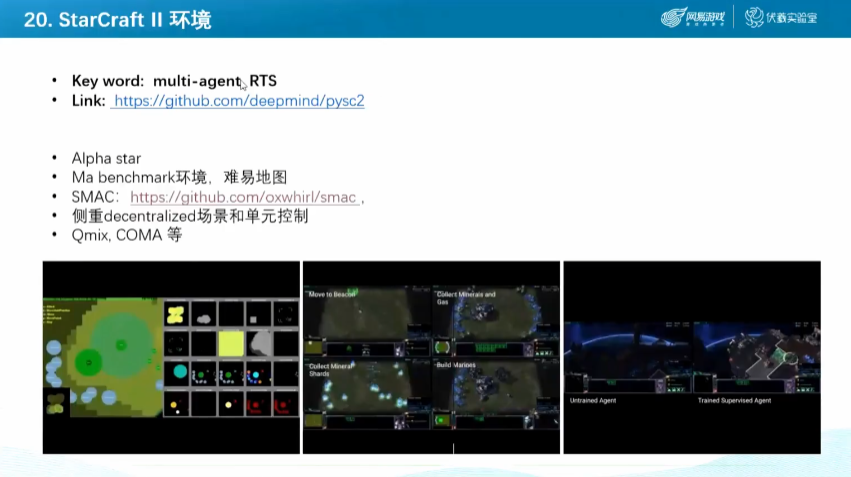 20. StarCraft II 环境
网易游戏
伏羲实验室
Key word: multi-agent, RTS
Link: https://github.com/deepmind/pysc2
Alpha star
Ma benchmark环境，难易地图
SMAC：https://github.com/oxwhirl/smac ,
侧重decentralized场景和单元控制
Qmix, COMA 等
Move to Beacon
Collect Minerals and
Gas
Collect Mineral
Shards
Build Marines
Untrained Agent
Trained Supervised Agent